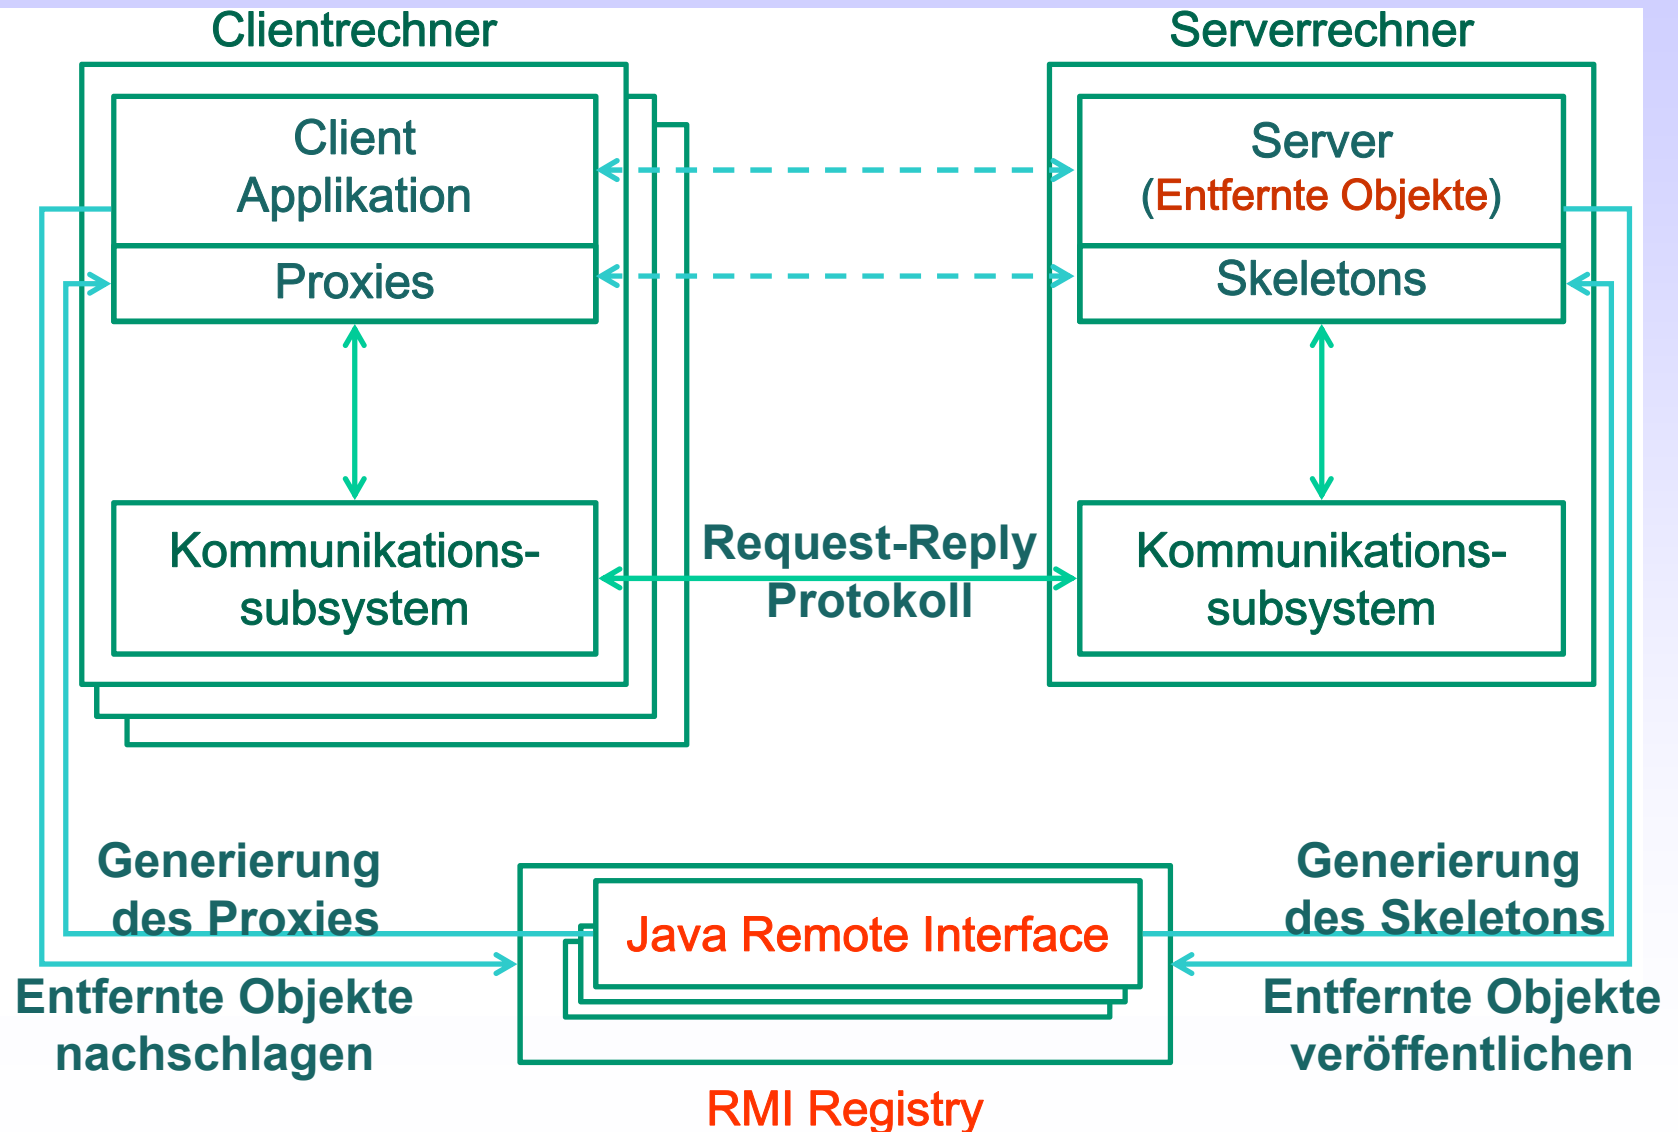 Clientrechner
Serverrechner
Client
Applikation
Proxies
Server
(Entfernte Objekte)
Skeletons
Kommunikations-
subsystem
Request-Reply
Protokoll
Kommunikations-
subsystem
Generierung
des Proxies
Java Remote Interface
Generierung
des Skeletons
Entfernte Objekte
nachschlagen
Entfernte Objekte
veröffentlichen
RMI Registry